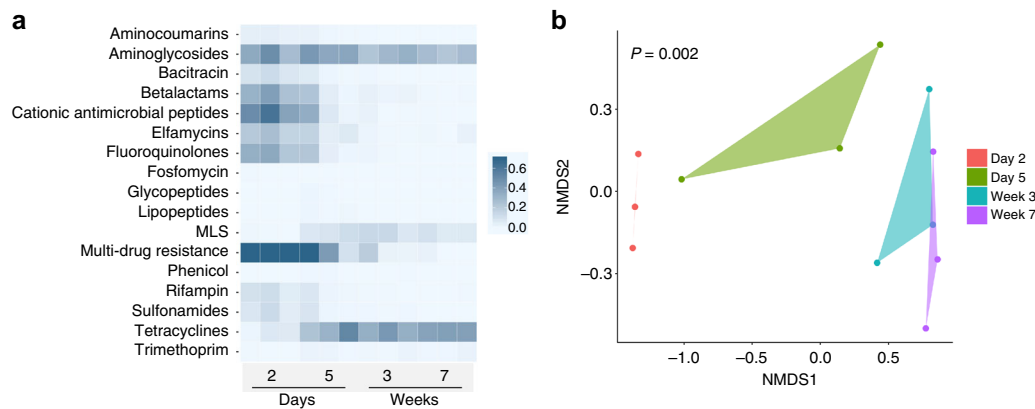 a
Aminocoumarins
Aminoglycosides
Bacitracin
Betalactams
Cationic antimicrobial peptides
Elfamycins
Fluoroquinolones
Fosfomycin
Glycopeptides
Lipopeptides
MLS
Multi-drug resistance
Phenicol
Rifampin
Sulfonamides
Tetracyclines
Trimethoprim
2 5 3 7
Days Weeks
0.6
0.4
0.2
0.0
b
P = 0.002
NMDS2
0.3
0.0
−0.3
−1.0 −0.5 0.0 0.5
NMDS1
Day 2
Day 5
Week 3
Week 7